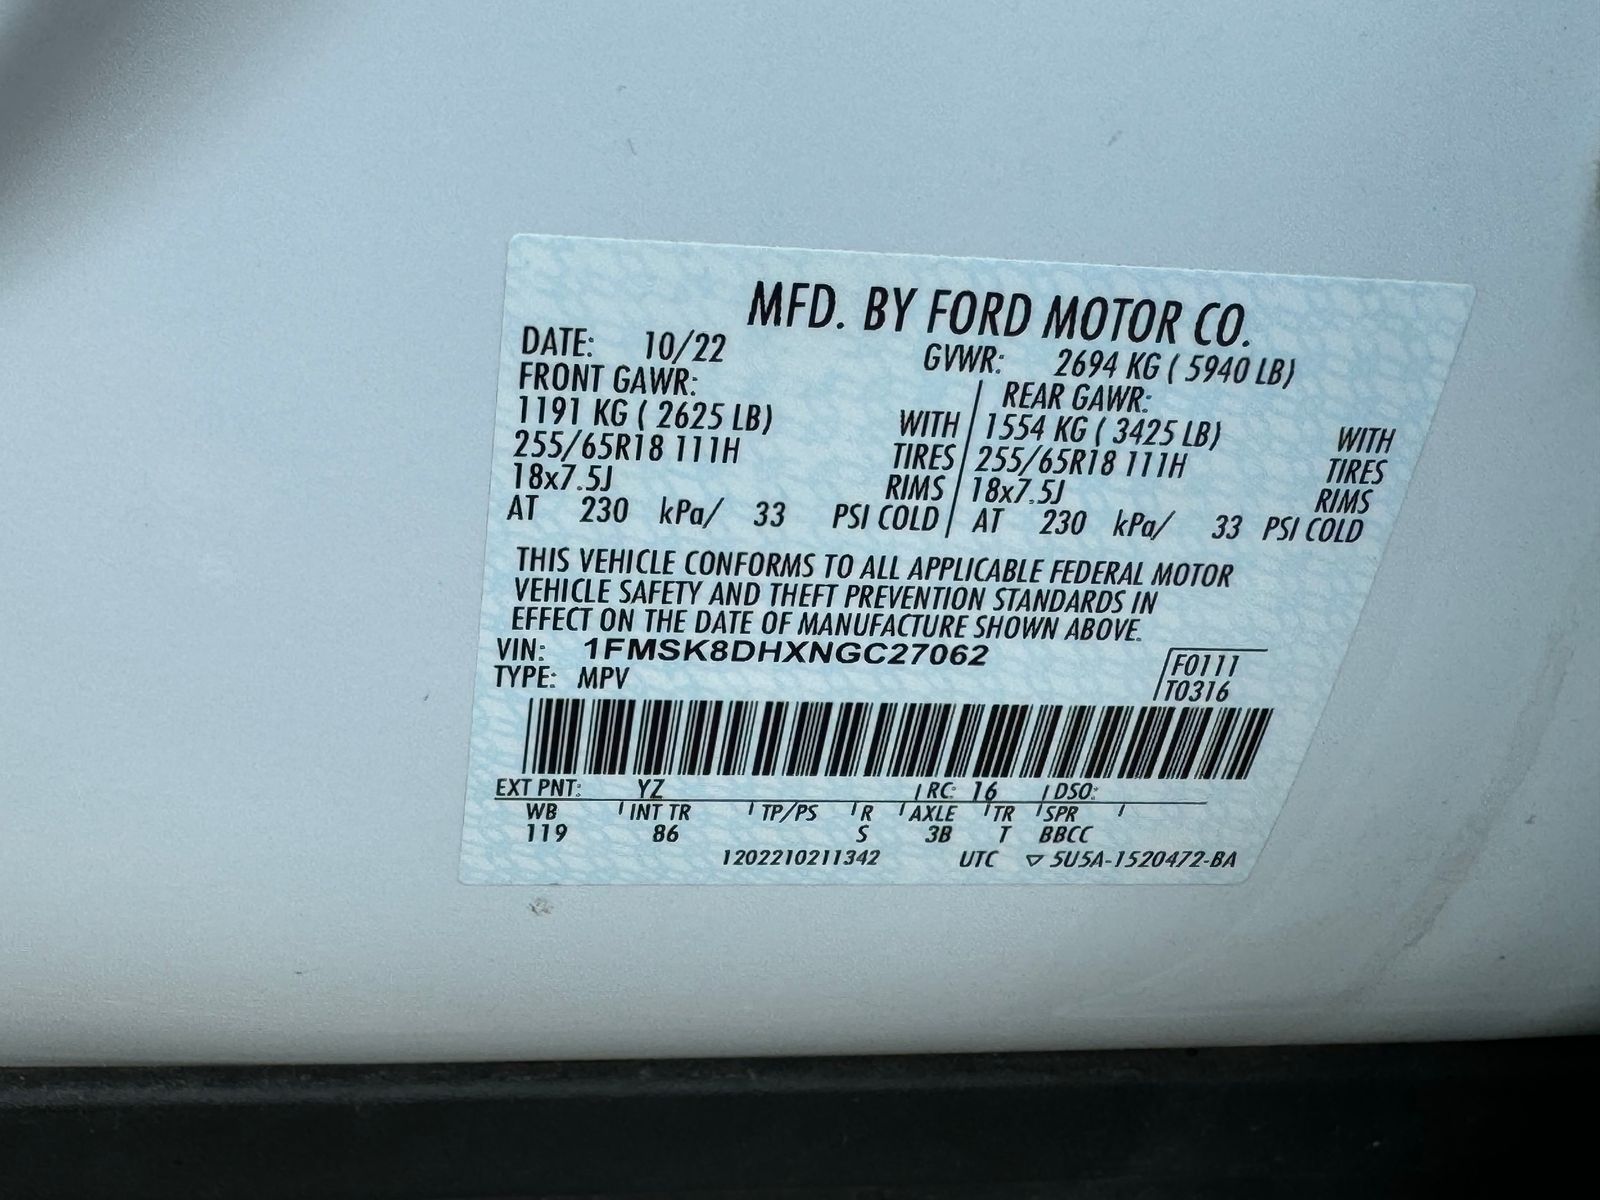 MFD. BY FORD MOTOR CO.
DATE: 10/22 GVWR: 2694 KG ( 5940 LB)
FRONT GAWR: REAR GAWR:
1191 KG ( 2625 LB) WITH 1554 KG ( 3425 LB) WITH
255/65R18 111H TIRES 255/65R18 111H TIRES
18x7.5J RIMS 18x7.5J RIMS
AT 230 kPa/ 33 PSI COLD AT 230 kPa/ 33 PSI COLD
THIS VEHICLE CONFORMS TO ALL APPLICABLE FEDERAL MOTOR
VEHICLE SAFETY AND THEFT PREVENTION STANDARDS IN
EFFECT ON THE DATE OF MANUFACTURE SHOWN ABOVE.
VIN: 1FMSK8DHXNGC27062 F0111
TYPE: MPV T0316
EXT PNT: YZ RC: 16 DSO:
WB INT TR TP/PS R AXLE TR SPR
119 86 S 3B T BBCC
1202210211342 UTC ▽ 5U5A-1520472-BA